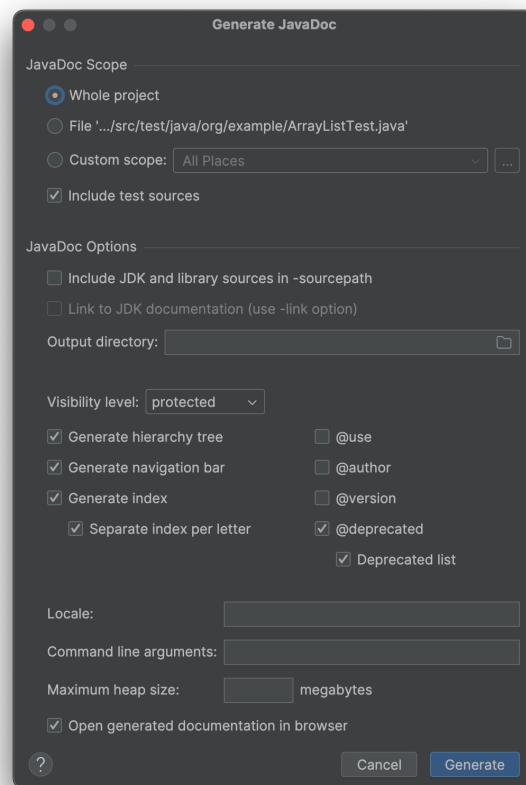 Generate JavaDoc
JavaDoc Scope
Whole project
File '.../src/test/java/org/example/ArrayListTest.java'
Custom scope: All Places ...
Include test sources
JavaDoc Options
Include JDK and library sources in -sourcepath
Link to JDK documentation (use -link option)
Output directory:
Visibility level: protected
Generate hierarchy tree @use
Generate navigation bar @author
Generate index @version
Separate index per letter @deprecated
Deprecated list
Locale:
Command line arguments:
Maximum heap size: megabytes
Open generated documentation in browser
? Cancel Generate